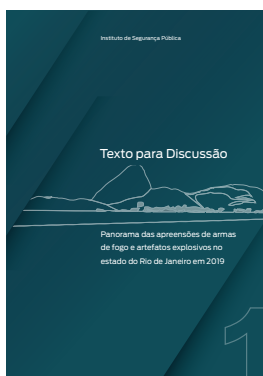 Instituto de Segurança Pública
Texto para Discussão
Panorama das apreensões de armas
de fogo e artefatos explosivos no
estado do Rio de Janeiro em 2019
1